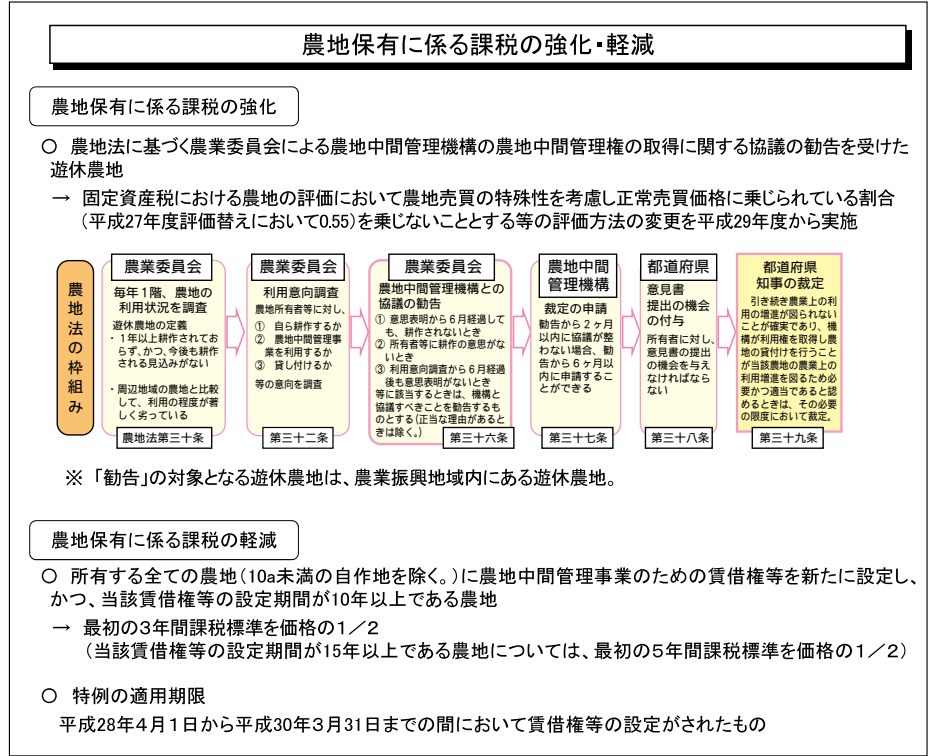 農地保有に係る課税の強化・軽減
農地保有に係る課税の強化
○ 農地法に基づく農業委員会による農地中間管理機構の農地中間管理権の取得に関する協議の勧告を受けた
遊休農地
→ 固定資産税における農地の評価において農地売買の特殊性を考慮し正常売買価格に乗じられている割合
(平成27年度評価替えにおいて0.55)を乗じないこととする等の評価方法の変更を平成29年度から実施
農地法の枠組み
農業委員会
毎年1階、農地の
利用状況を調査
遊休農地の定義
・1年以上耕作されてお
らず、かつ、今後も耕作
される見込みがない
・周辺地域の農地と比較
して、利用の程度が著
しく劣っている
農地法第三十条
農業委員会
利用意向調査
農地所有者等に対し、
① 自ら耕作するか
② 農地中間管理事
業を利用するか
③ 貸し付けるか
等の意向を調査
第三十二条
農業委員会
農地中間管理機構との
協議の勧告
① 意思表明から6月経過して
も、耕作されないとき
② 所有者等に耕作の意思がな
いとき
③ 利用意向調査から6月経過
後も意思表明がないとき
等に該当するときは、機構と
協議すべきことを勧告するも
のとする(正当な理由があると
きは除く。)
第三十六条
農地中間
管理機構
裁定の申請
勧告から2ヶ月
以内に協議が整
わない場合、勧
告から6ヶ月以
内に申請するこ
とができる
第三十七条
都道府県
意見書
提出の機会
の付与
所有者に対し、
意見書の提出
の機会を与え
なければなら
ない
第三十八条
都道府県
知事の裁定
引き続き農業上の利
用の増進が図られない
ことが確実であり、機
構が利用権を取得し農
地の貸付けを行うこと
が当該農地の農業上の
利用増進を図るため必
要かつ適当であると認
めるときは、その必要
の限度において裁定。
第三十九条
※ 「勧告」の対象となる遊休農地は、農業振興地域内にある遊休農地。
農地保有に係る課税の軽減
○ 所有する全ての農地(10a未満の自作地を除く。)に農地中間管理事業のための賃借権等を新たに設定し、
かつ、当該賃借権等の設定期間が10年以上である農地
→ 最初の3年間課税標準を価格の1/2
(当該賃借権等の設定期間が15年以上である農地については、最初の5年間課税標準を価格の1/2)
○ 特例の適用期限
平成28年4月1日から平成30年3月31日までの間において賃借権等の設定がされたもの